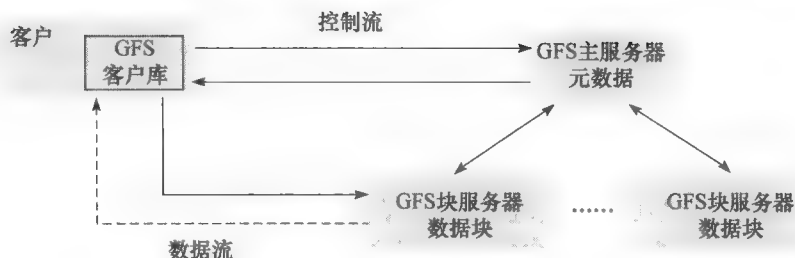 控制流
客户
GFS
客户库
GFS主服务器
元数据
GFS块服务器
数据块
......
GFS块服务器
数据块
数据流